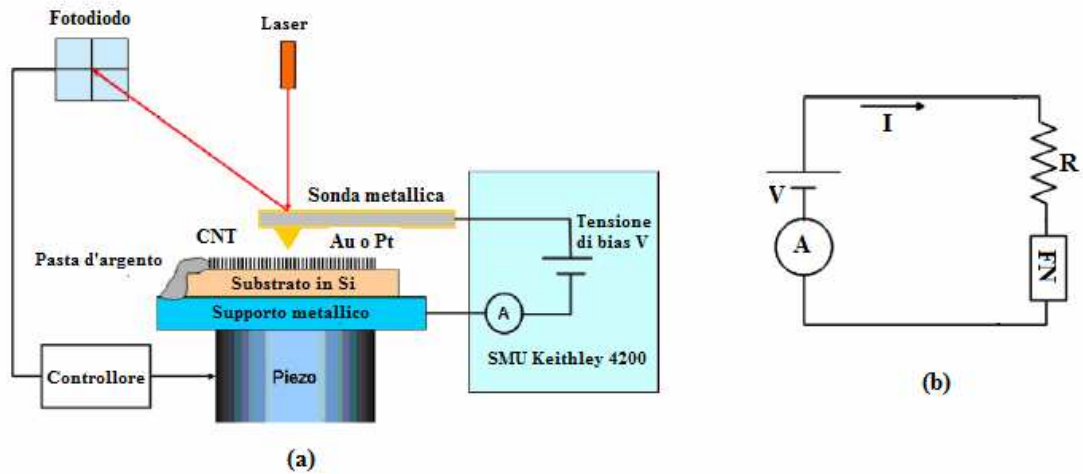 Fotodiodo
Laser
Sonda metallica
CNT
Au o Pt
Tensione
di bias V
Pasta d'argento
Substrato in Si
Supporto metallico
A
SMU Keithley 4200
Controllore
Piezo
(a)
I
R
V
A
FN
(b)